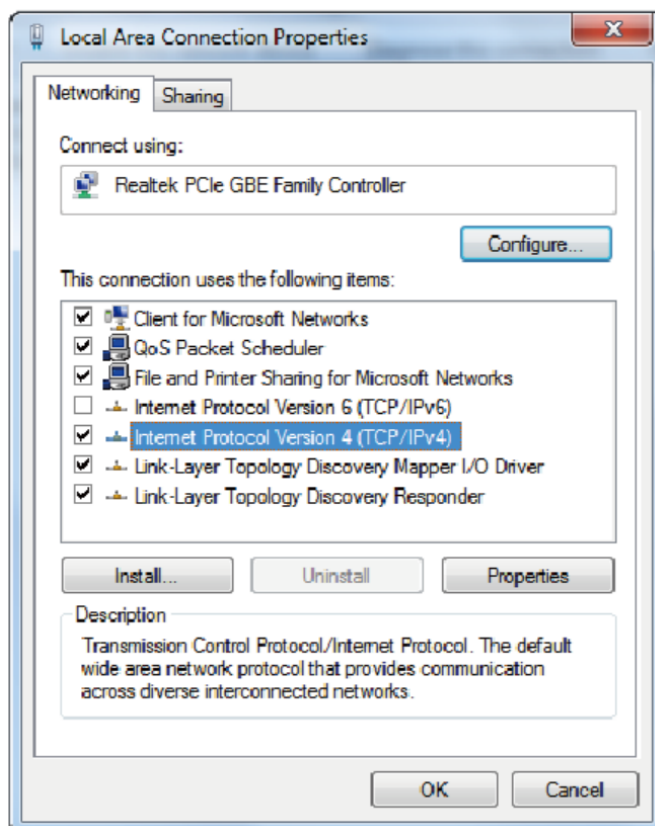 Local Area Connection Properties
Networking
Sharing
Connect using:
Realtek PCIe GBE Family Controller
Configure...
This connection uses the following items:
Client for Microsoft Networks
QoS Packet Scheduler
File and Printer Sharing for Microsoft Networks
Internet Protocol Version 6 (TCP/IPv6)
Internet Protocol Version 4 (TCP/IPv4)
Link-Layer Topology Discovery Mapper I/O Driver
Link-Layer Topology Discovery Responder
Install...
Uninstall
Properties
Description
Transmission Control Protocol/Internet Protocol. The default
wide area network protocol that provides communication
across diverse interconnected networks.
OK
Cancel